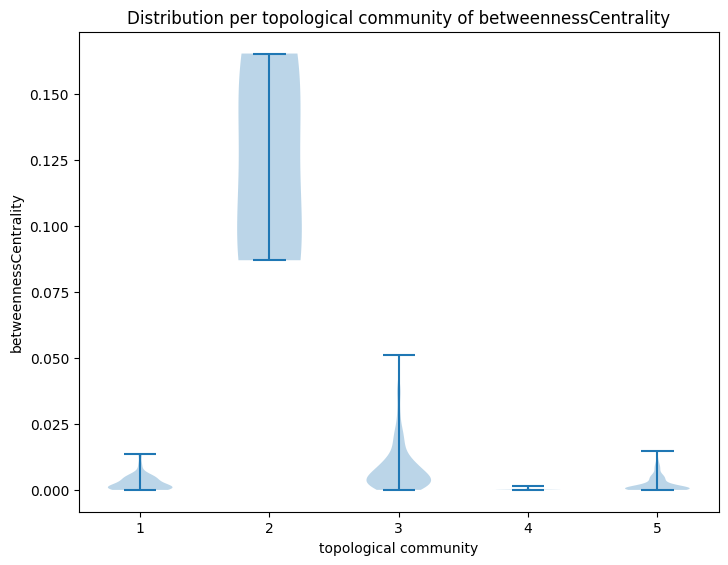 Distribution per topological community of betweennessCentrality
betweennessCentrality
0.150
0.125
0.100
0.075
0.050
0.025
0.000
1 2 3 4 5
topological community